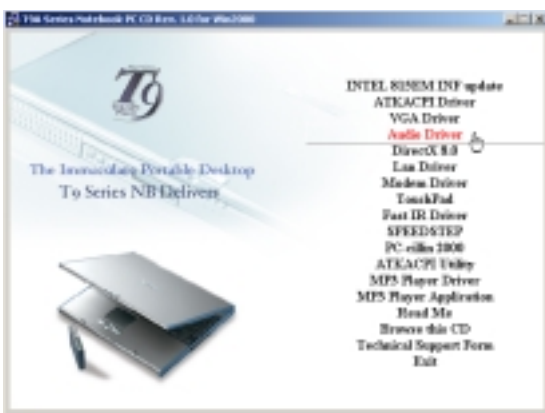 T9A Series Notebook PC CD Rev. 1.0 for Win2000
T9
The Immaculate Portable Desktop
T9 Series NB Delivers
INTEL 815EM INF update
ATKACPI Driver
VGA Driver
Audio Driver
DirectX 8.0
Lan Driver
Modem Driver
TouchPad
Fast IR Driver
SPEEDSTEP
PC-cillin 2000
ATKACPI Utility
MP3 Player Driver
MP3 Player Application
Read Me
Browse this CD
Technical Support Form
Exit